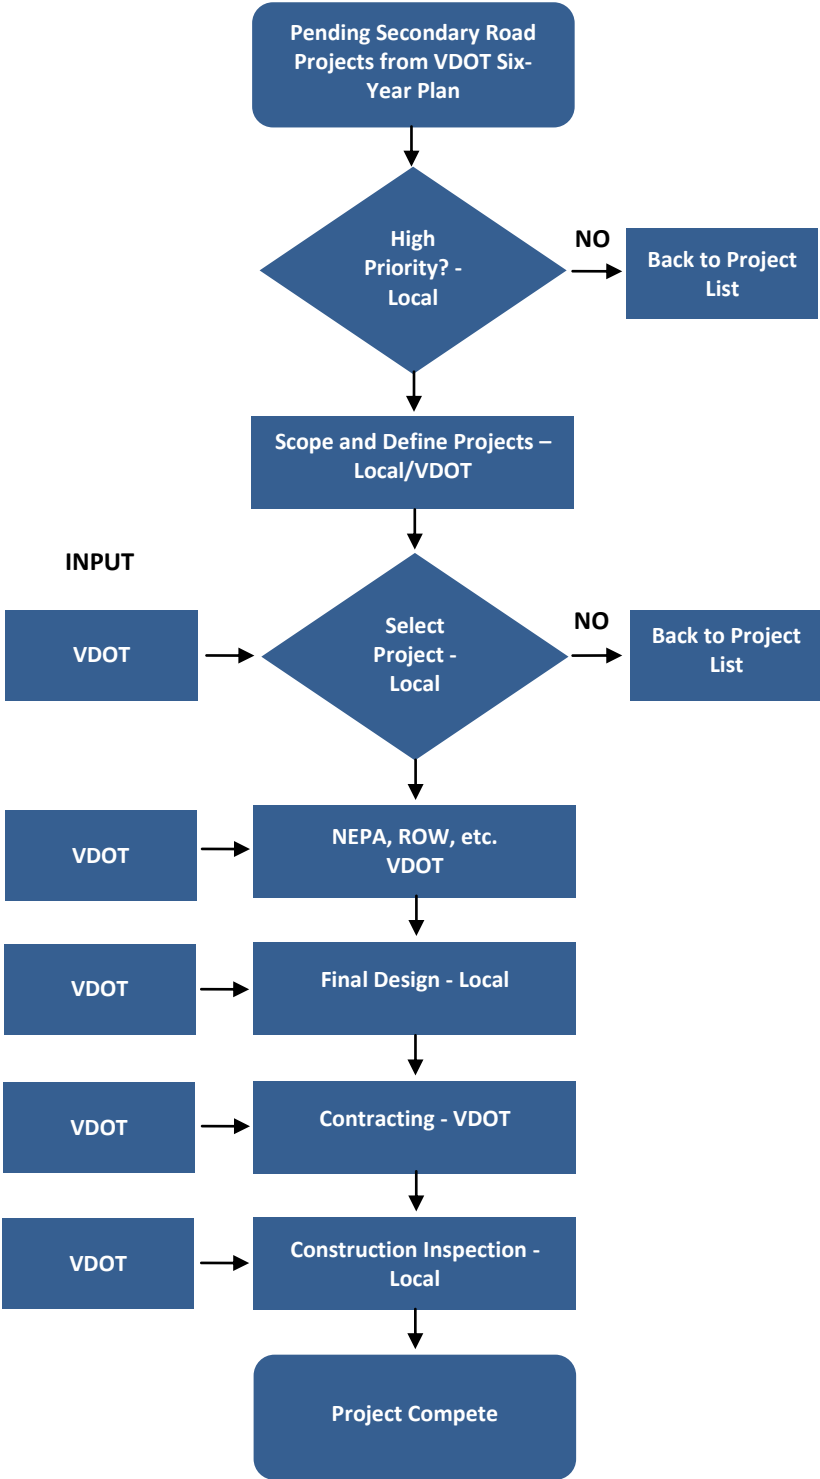 Pending Secondary Road
Projects from VDOT Six-
Year Plan
High
Priority? -
Local
NO
Back to Project
List
Scope and Define Projects –
Local/VDOT
INPUT
VDOT
Select
Project -
Local
NO
Back to Project
List
VDOT
NEPA, ROW, etc.
VDOT
VDOT
Final Design - Local
VDOT
Contracting - VDOT
VDOT
Construction Inspection -
Local
Project Compete